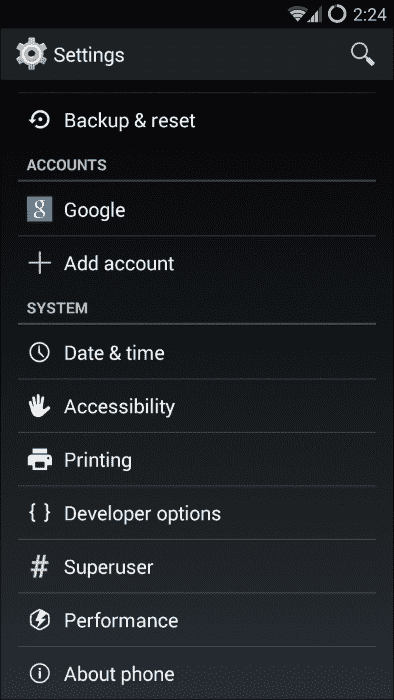 2:24
Settings
Backup & reset
ACCOUNTS
g Google
Add account
SYSTEM
Date & time
Accessibility
Printing
{ } Developer options
# Superuser
Performance
About phone